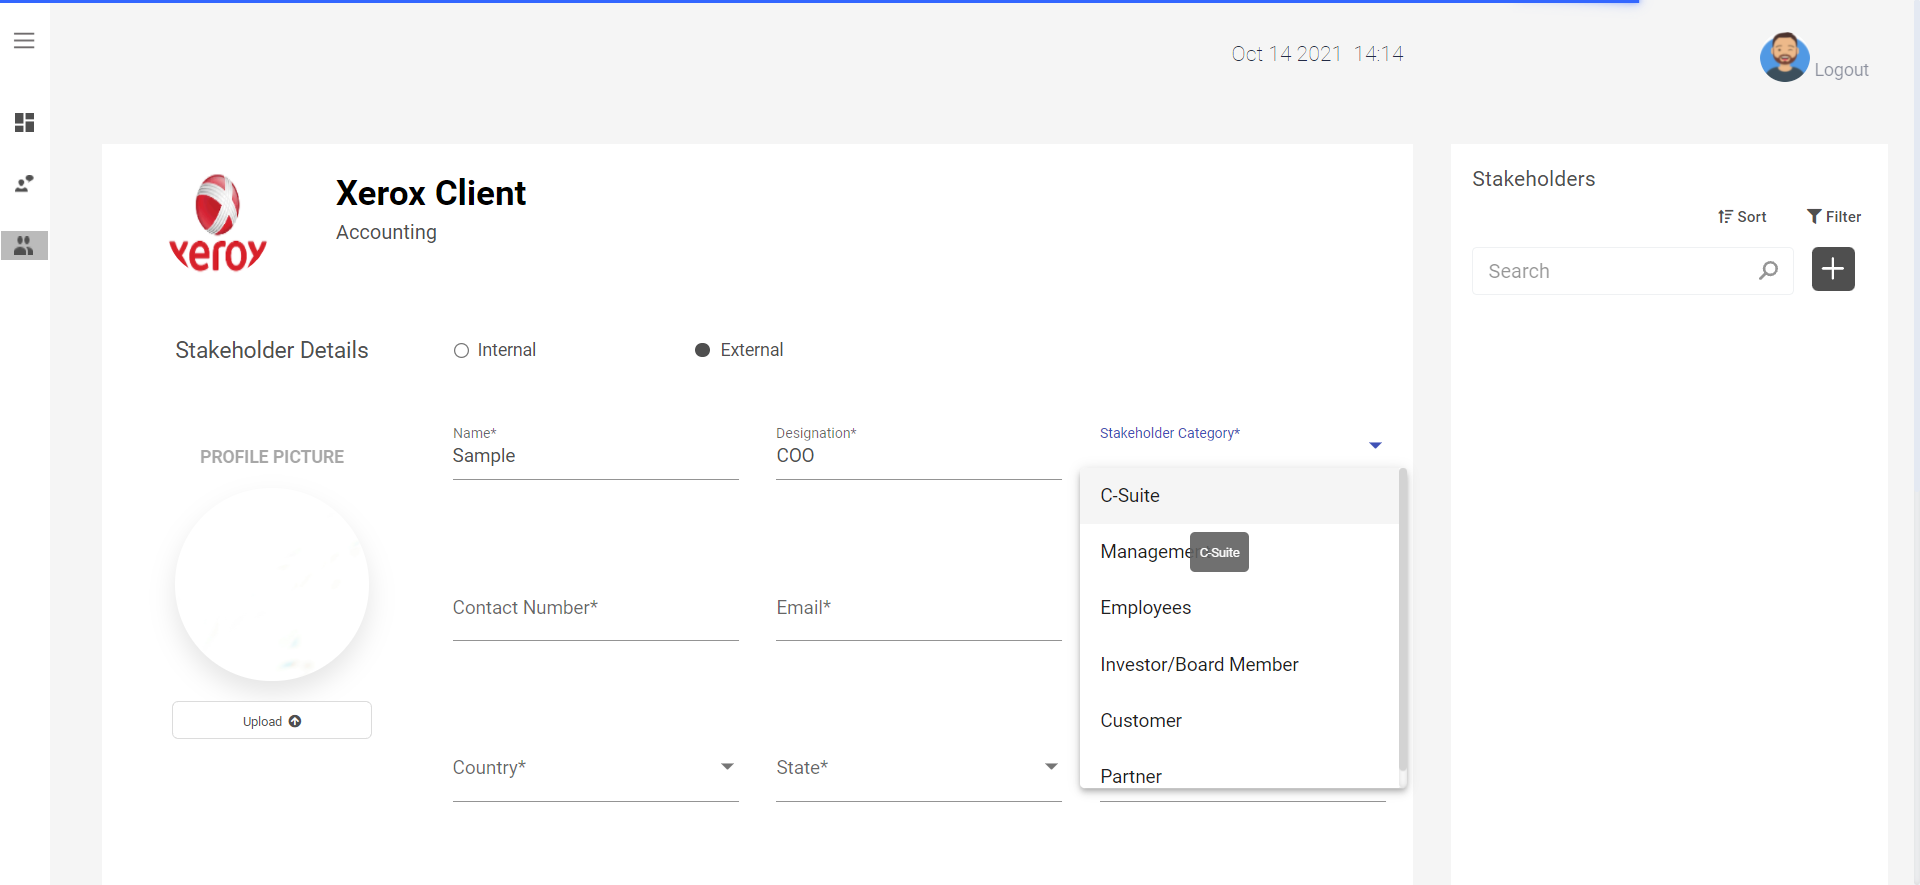 Oct 14 2021 14:14
Logout
xeroy
Xerox Client
Accounting
Stakeholder Details
Internal
External
PROFILE PICTURE
Upload
Name*
Sample
Designation*
COO
Stakeholder Category*
C-Suite
C-Suite
Employees
Investor/Board Member
Customer
Partner
Contact Number*
Email*
Country*
State*
Stakeholders
Sort
Filter
Search